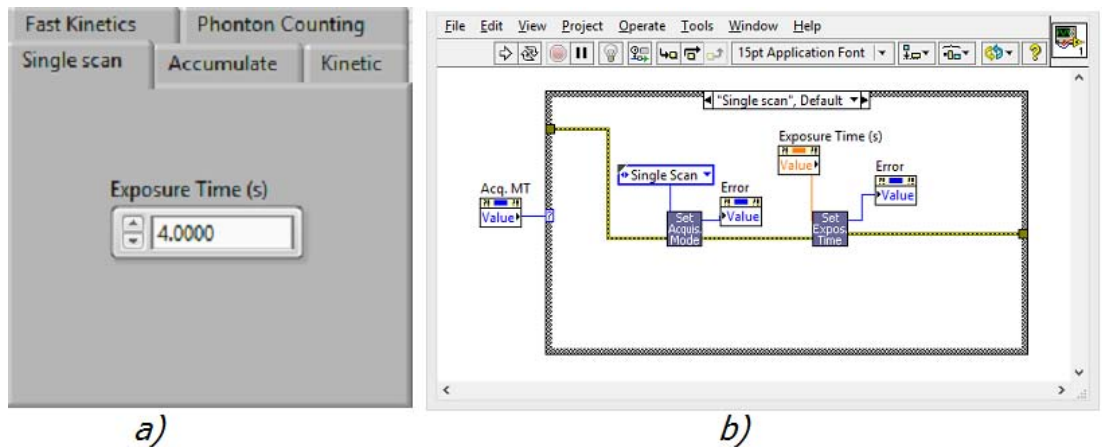 Fast Kinetics Phonton Counting
Single scan Accumulate Kinetic
Exposure Time (s)
4.0000
a)
File Edit View Project Operate Tools Window Help
15pt Application Font
1
"Single scan", Default
Exposure Time (s)
Value
Single Scan
Error
Value
Error
Value
Acq. MT
Value
?
Set
Acquis.
Mode
Set
Expos.
Time
b)